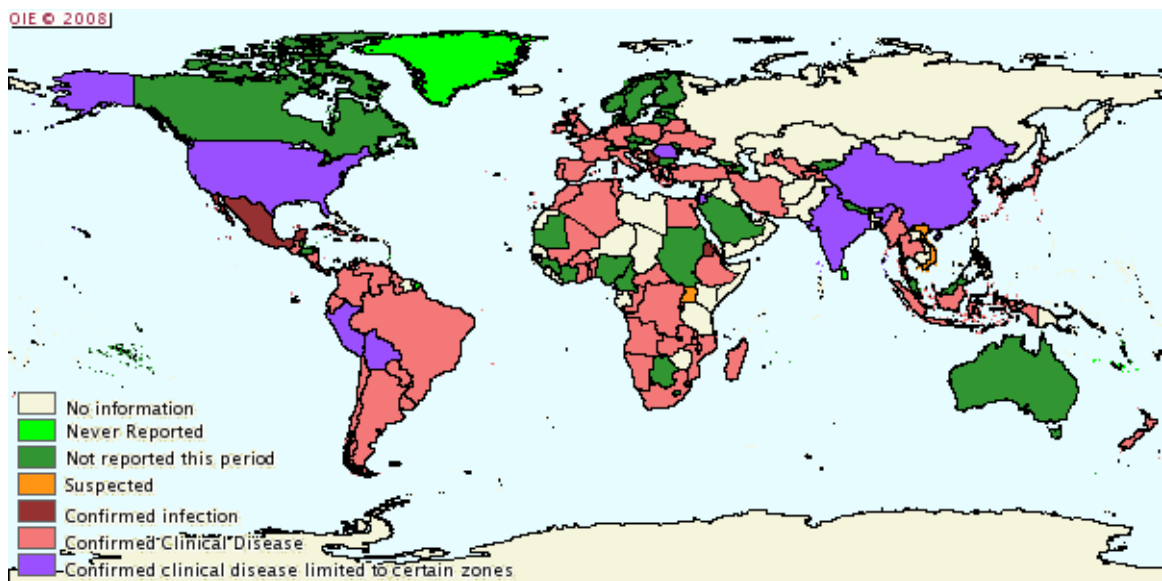 OIE © 2008
No information
Never Reported
Not reported this period
Suspected
Confirmed infection
Confirmed Clinical Disease
Confirmed clinical disease limited to certain zones